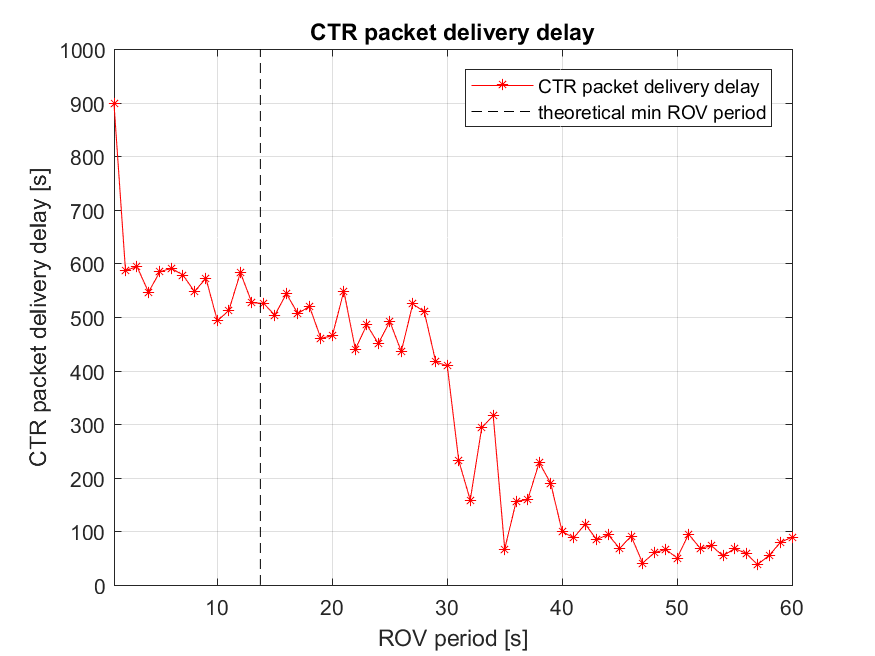 CTR packet delivery delay
CTR packet delivery delay
theoretical min ROV period
CTR packet delivery delay [s]
1000
900
800
700
600
500
400
300
200
100
0
10 20 30 40 50 60
ROV period [s]